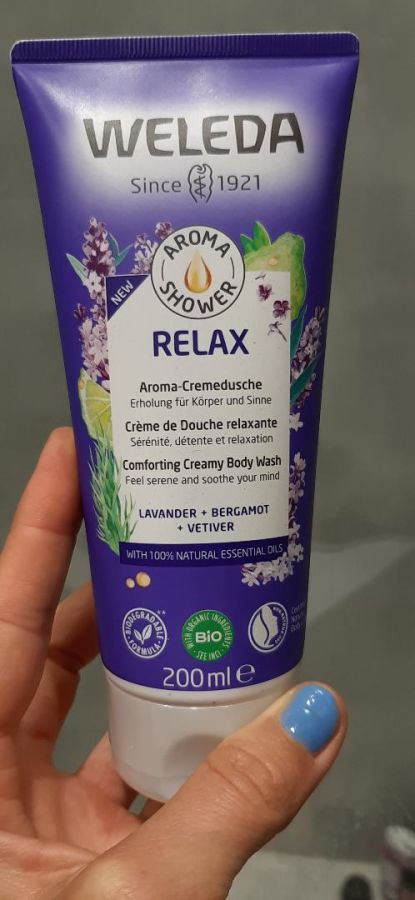 WELEDA
Since 1921
AROMA SHOWER
NEW
RELAX
Aroma-Cremedusche
Erholung für Körper und Sinne
Crème de Douche relaxante
Sérénité, détente et relaxation
Comforting Creamy Body Wash
Feel serene and soothe your mind
LAVANDER + BERGAMOT
+ VETIVER
WITH 100% NATURAL ESSENTIAL OILS
BIODEGRADABLE**
FORMULA
WITH ORGANIC INGREDIENTS
BIO
SEE INCI
200 ml e